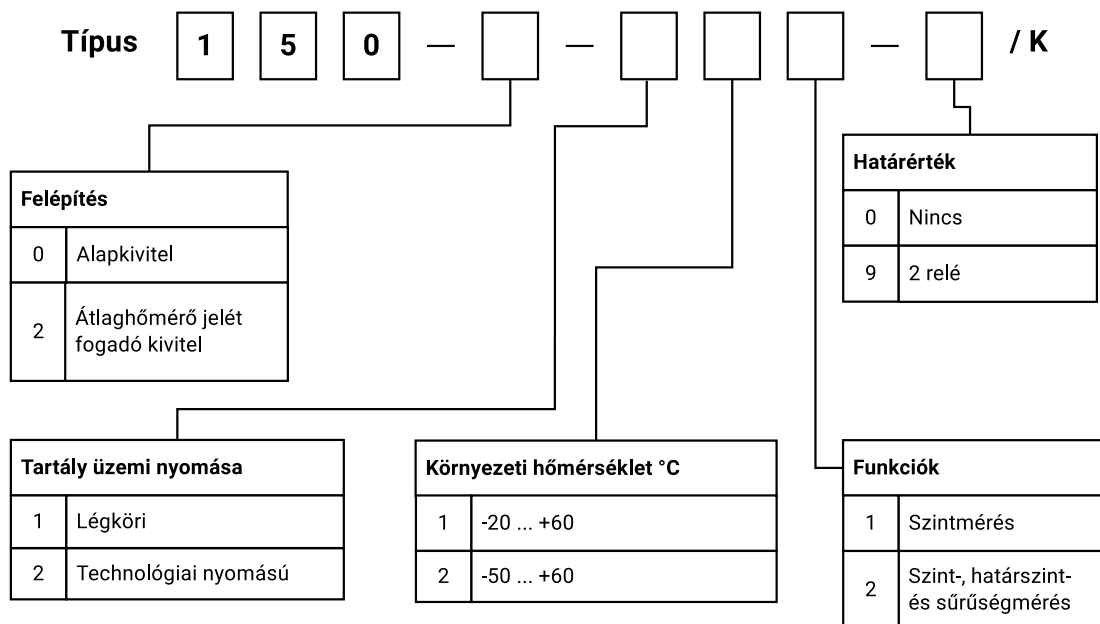 Típus 1 5 0 — — — / K
Határérték
0 Nincs
9 2 relé
Felépítés
0 Alapkivitel
2 Átlaghőmérő jelét
fogadó kivitel
Tartály üzemi nyomása
1 Légköri
2 Technológiai nyomású
Környezeti hőmérséklet °C
1 -20 ... +60
2 -50 ... +60
Funkciók
1 Szintmérés
2 Szint-, határszint-
és sűrűségmérés